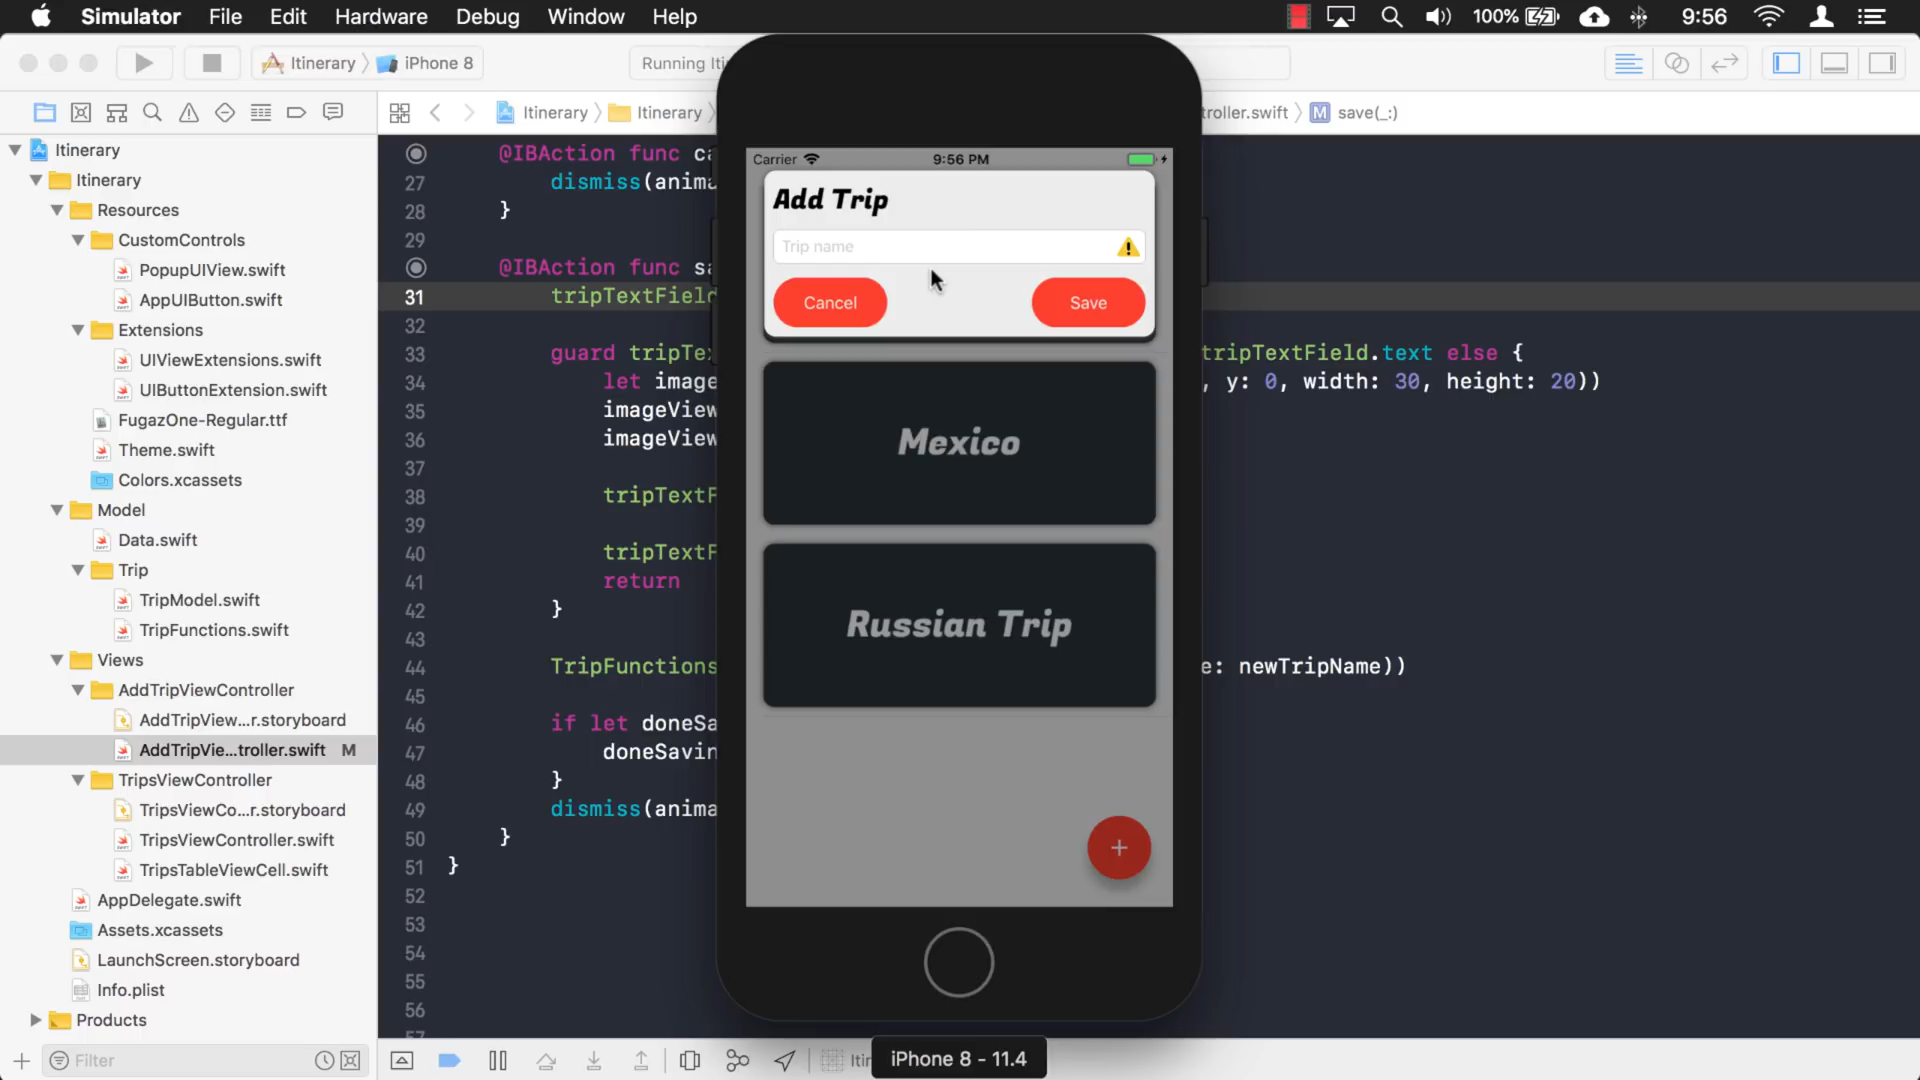 Simulator File Edit Hardware Debug Window Help 100% 9:56
Itinerary iPhone 8 Running Iti
Itinerary Itinerary troller.swift M save(_:)
Itinerary
Itinerary
Resources
CustomControls
PopupUIView.swift
AppUIButton.swift
Extensions
UIViewExtensions.swift
UIButtonExtension.swift
FugazOne-Regular.ttf
Theme.swift
Colors.xcassets
Model
Data.swift
Trip
TripModel.swift
TripFunctions.swift
Views
AddTripViewController
AddTripView...r.storyboard
AddTripVie...troller.swift M
TripsViewController
TripsViewCo...r.storyboard
TripsViewController.swift
TripsTableViewCell.swift
AppDelegate.swift
Assets.xcassets
LaunchScreen.storyboard
Info.plist
Products
Filter
@IBAction func ca
27 dismiss(anima
28 }
29
@IBAction func sa
31 tripTextField
32
33 guard tripTex tripTextField.text else {
34 let image , y: 0, width: 30, height: 20))
35 imageView
36 imageView
37
38 tripTextF
39
40 tripTextF
41 return
42 }
43
44 TripFunctions e: newTripName))
45
46 if let doneSa
47 doneSavin
48 }
49 dismiss(anima
50 }
51 }
52
53
54
55
56
57
Carrier 9:56 PM
Add Trip
Trip name
Cancel Save
Mexico
Russian Trip
+
Itin
iPhone 8 - 11.4